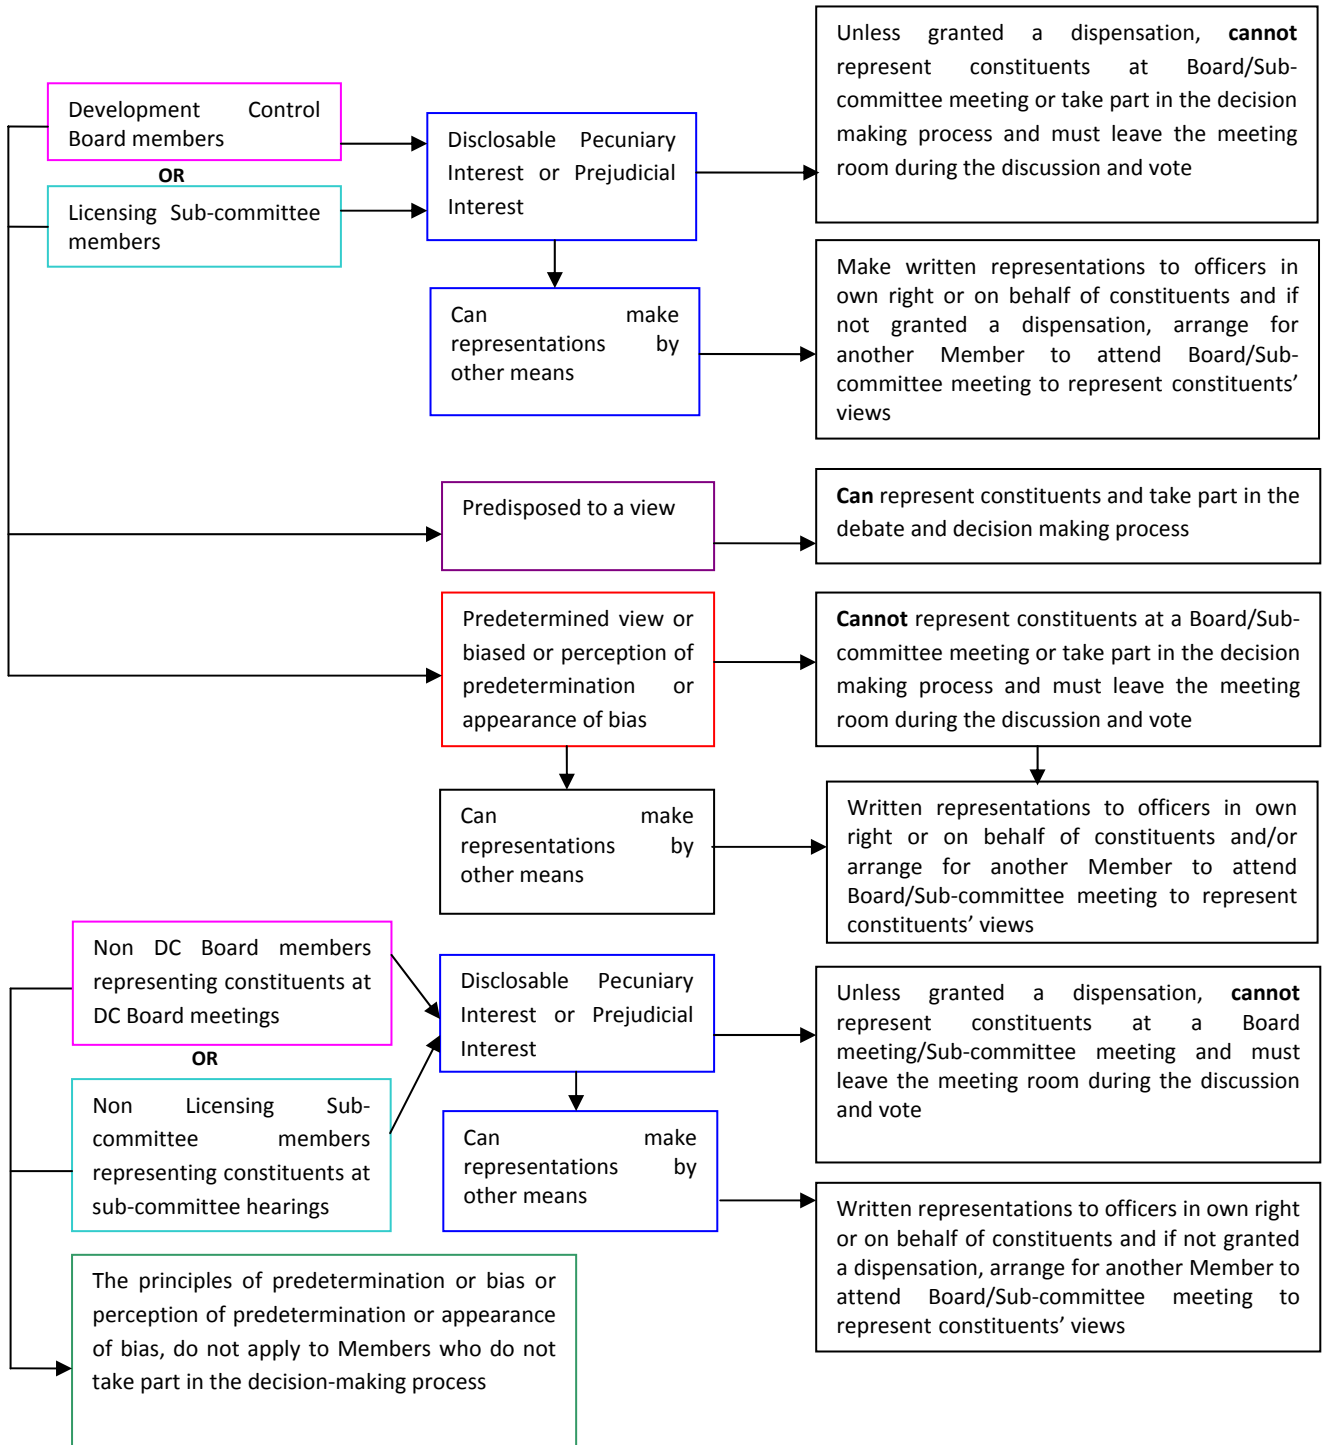 Development Control
Board members
OR
Licensing Sub-committee
members
Disclosable Pecuniary
Interest or Prejudicial
Interest
Unless granted a dispensation, cannot
represent constituents at Board/Sub-
committee meeting or take part in the decision
making process and must leave the meeting
room during the discussion and vote
Can make
representations by
other means
Make written representations to officers in
own right or on behalf of constituents and if
not granted a dispensation, arrange for
another Member to attend Board/Sub-
committee meeting to represent constituents’
views
Predisposed to a view
Can represent constituents and take part in the
debate and decision making process
Predetermined view or
biased or perception of
predetermination or
appearance of bias
Cannot represent constituents at a Board/Sub-
committee meeting or take part in the decision
making process and must leave the meeting
room during the discussion and vote
Can make
representations by
other means
Written representations to officers in own
right or on behalf of constituents and/or
arrange for another Member to attend
Board/Sub-committee meeting to represent
constituents’ views
Non DC Board members
representing constituents at
DC Board meetings
OR
Non Licensing Sub-
committee members
representing constituents at
sub-committee hearings
Disclosable Pecuniary
Interest or Prejudicial
Interest
Unless granted a dispensation, cannot
represent constituents at a Board
meeting/Sub-committee meeting and must
leave the meeting room during the discussion
and vote
Can make
representations by
other means
Written representations to officers in own right
or on behalf of constituents and if not granted
a dispensation, arrange for another Member to
attend Board/Sub-committee meeting to
represent constituents’ views
The principles of predetermination or bias or
perception of predetermination or appearance
of bias, do not apply to Members who do not
take part in the decision-making process